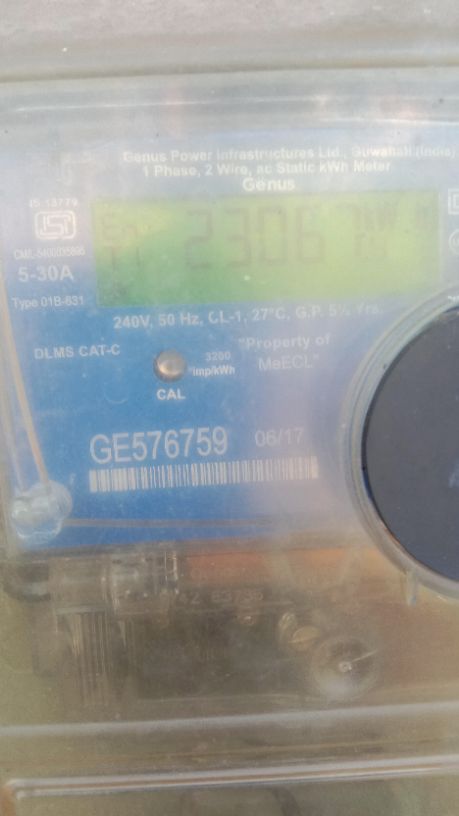 Genus Power Infrastructures Ltd., Guwahati (India)
1 Phase, 2 Wire, ac Static kWh Meter
Genus
IS 13779
CM/L-5400035896
5-30A
Type 01B-631
23067
240V, 50 Hz, CL-1, 27°C, G.P. 5½ Yrs.
DLMS CAT-C
3200
imp/kWh
CAL
"Property of
MeECL"
GE576759 06/17